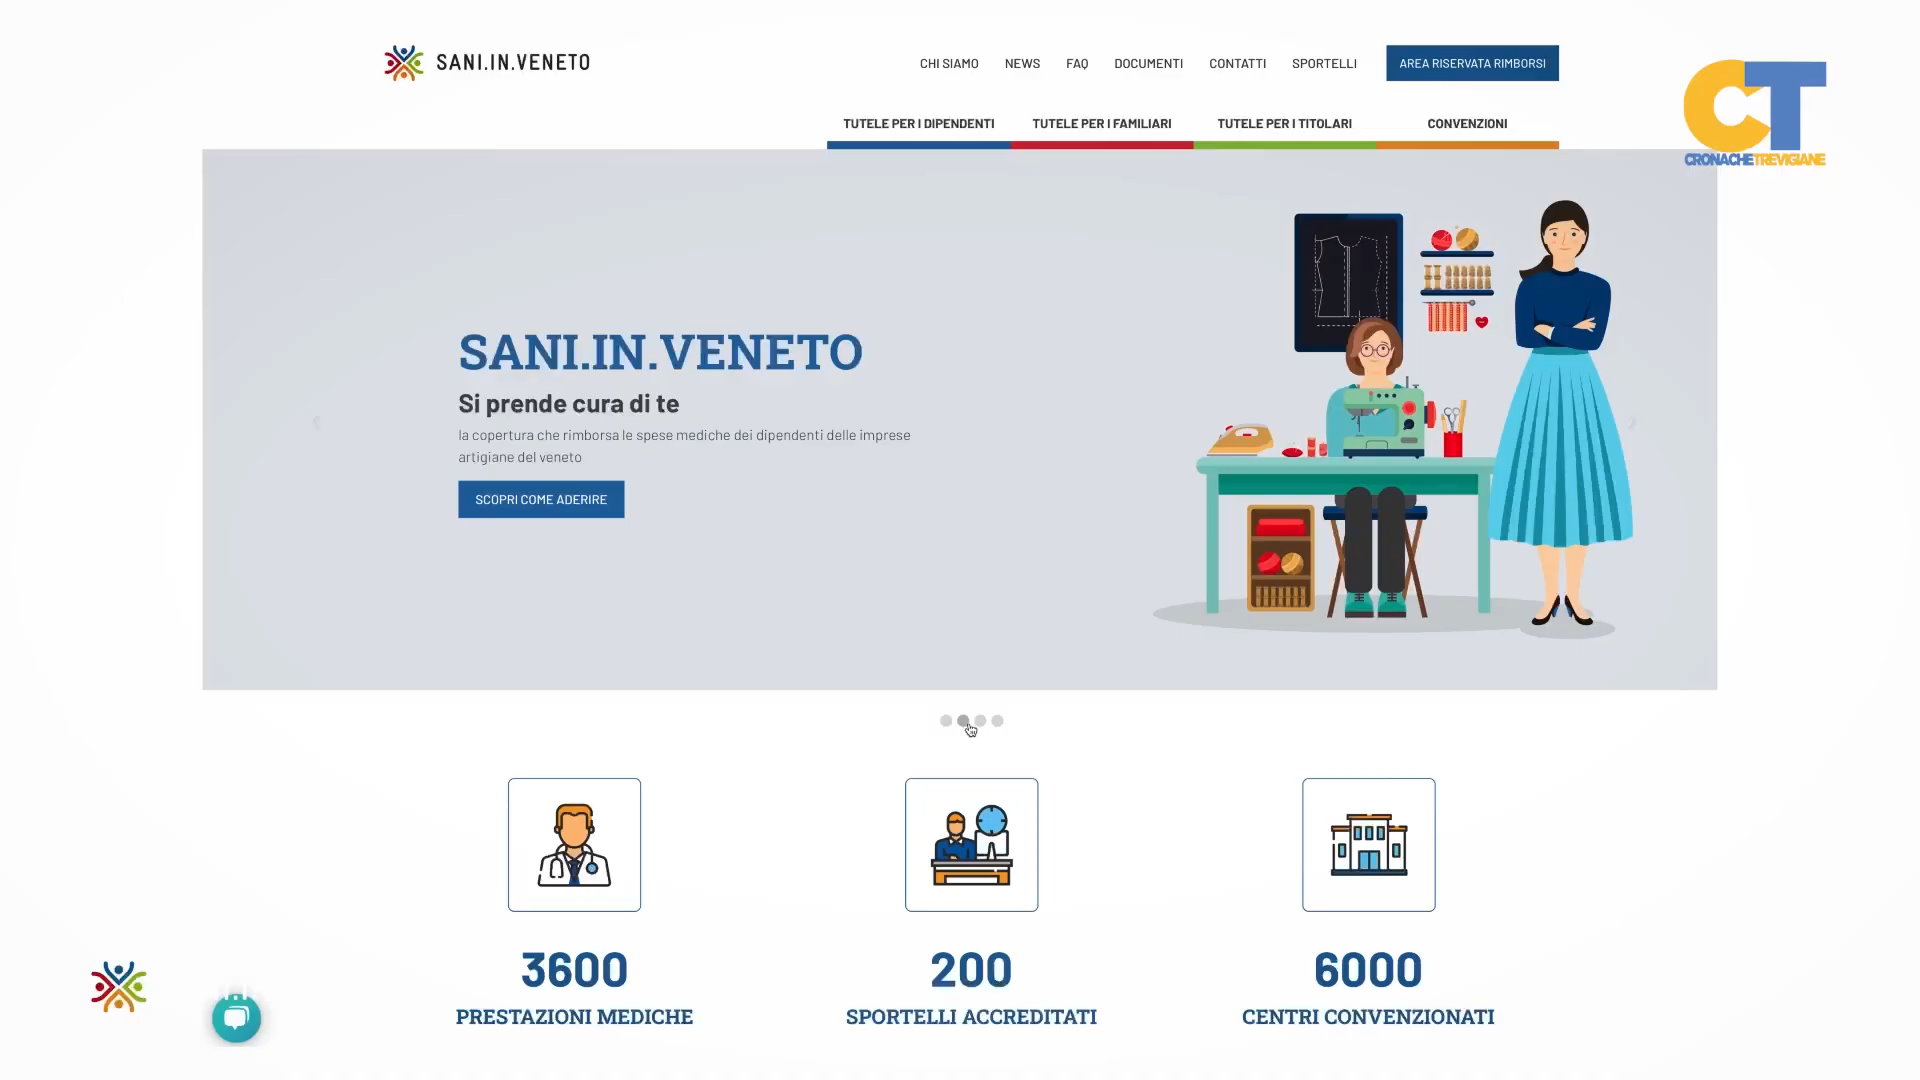 SANI.IN.VENETO
CHI SIAMO
NEWS
FAQ
DOCUMENTI
CONTATTI
SPORTELLI
AREA RISERVATA RIMBORSI
CT
CRONACHETREVIGIANE
TUTELE PER I DIPENDENTI
TUTELE PER I FAMILIARI
TUTELE PER I TITOLARI
CONVENZIONI
SANI.IN.VENETO
Si prende cura di te
la copertura che rimborsa le spese mediche dei dipendenti delle imprese
artigiane del veneto
SCOPRI COME ADERIRE
3600
PRESTAZIONI MEDICHE
200
SPORTELLI ACCREDITATI
6000
CENTRI CONVENZIONATI